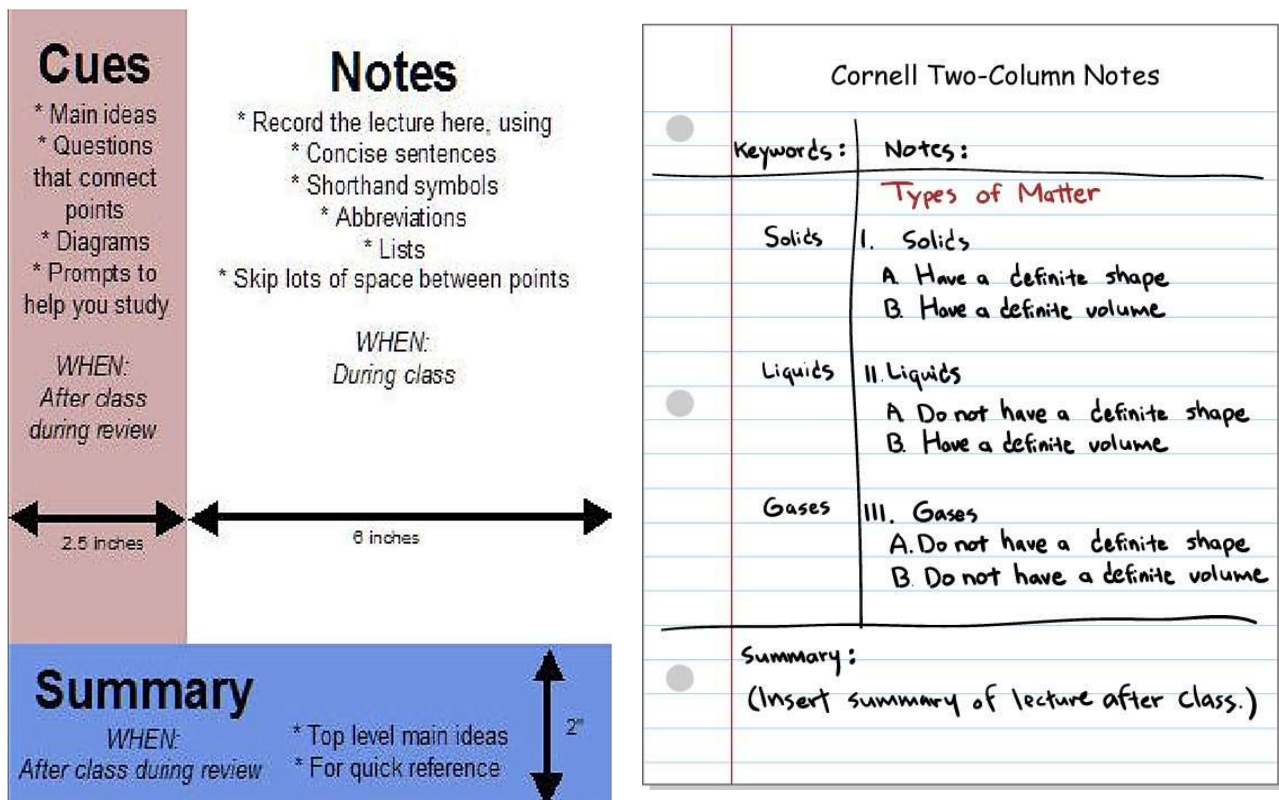 Cues
* Main ideas
* Questions
that connect
points
* Diagrams
* Prompts to
help you study
WHEN:
After class
during review
2.5 inches
Notes
* Record the lecture here, using
* Concise sentences
* Shorthand symbols
* Abbreviations
* Lists
* Skip lots of space between points
WHEN:
During class
6 inches
Summary
WHEN:
After class during review
* Top level main ideas
* For quick reference
2"
Cornell Two-Column Notes
Keywords: Notes:
Types of Matter
Solids I. Solids
A. Have a definite shape
B. Have a definite volume
Liquids II. Liquids
A. Do not have a definite shape
B. Have a definite volume
Gases III. Gases
A. Do not have a definite shape
B. Do not have a definite volume
Summary:
(Insert summary of lecture after class.)